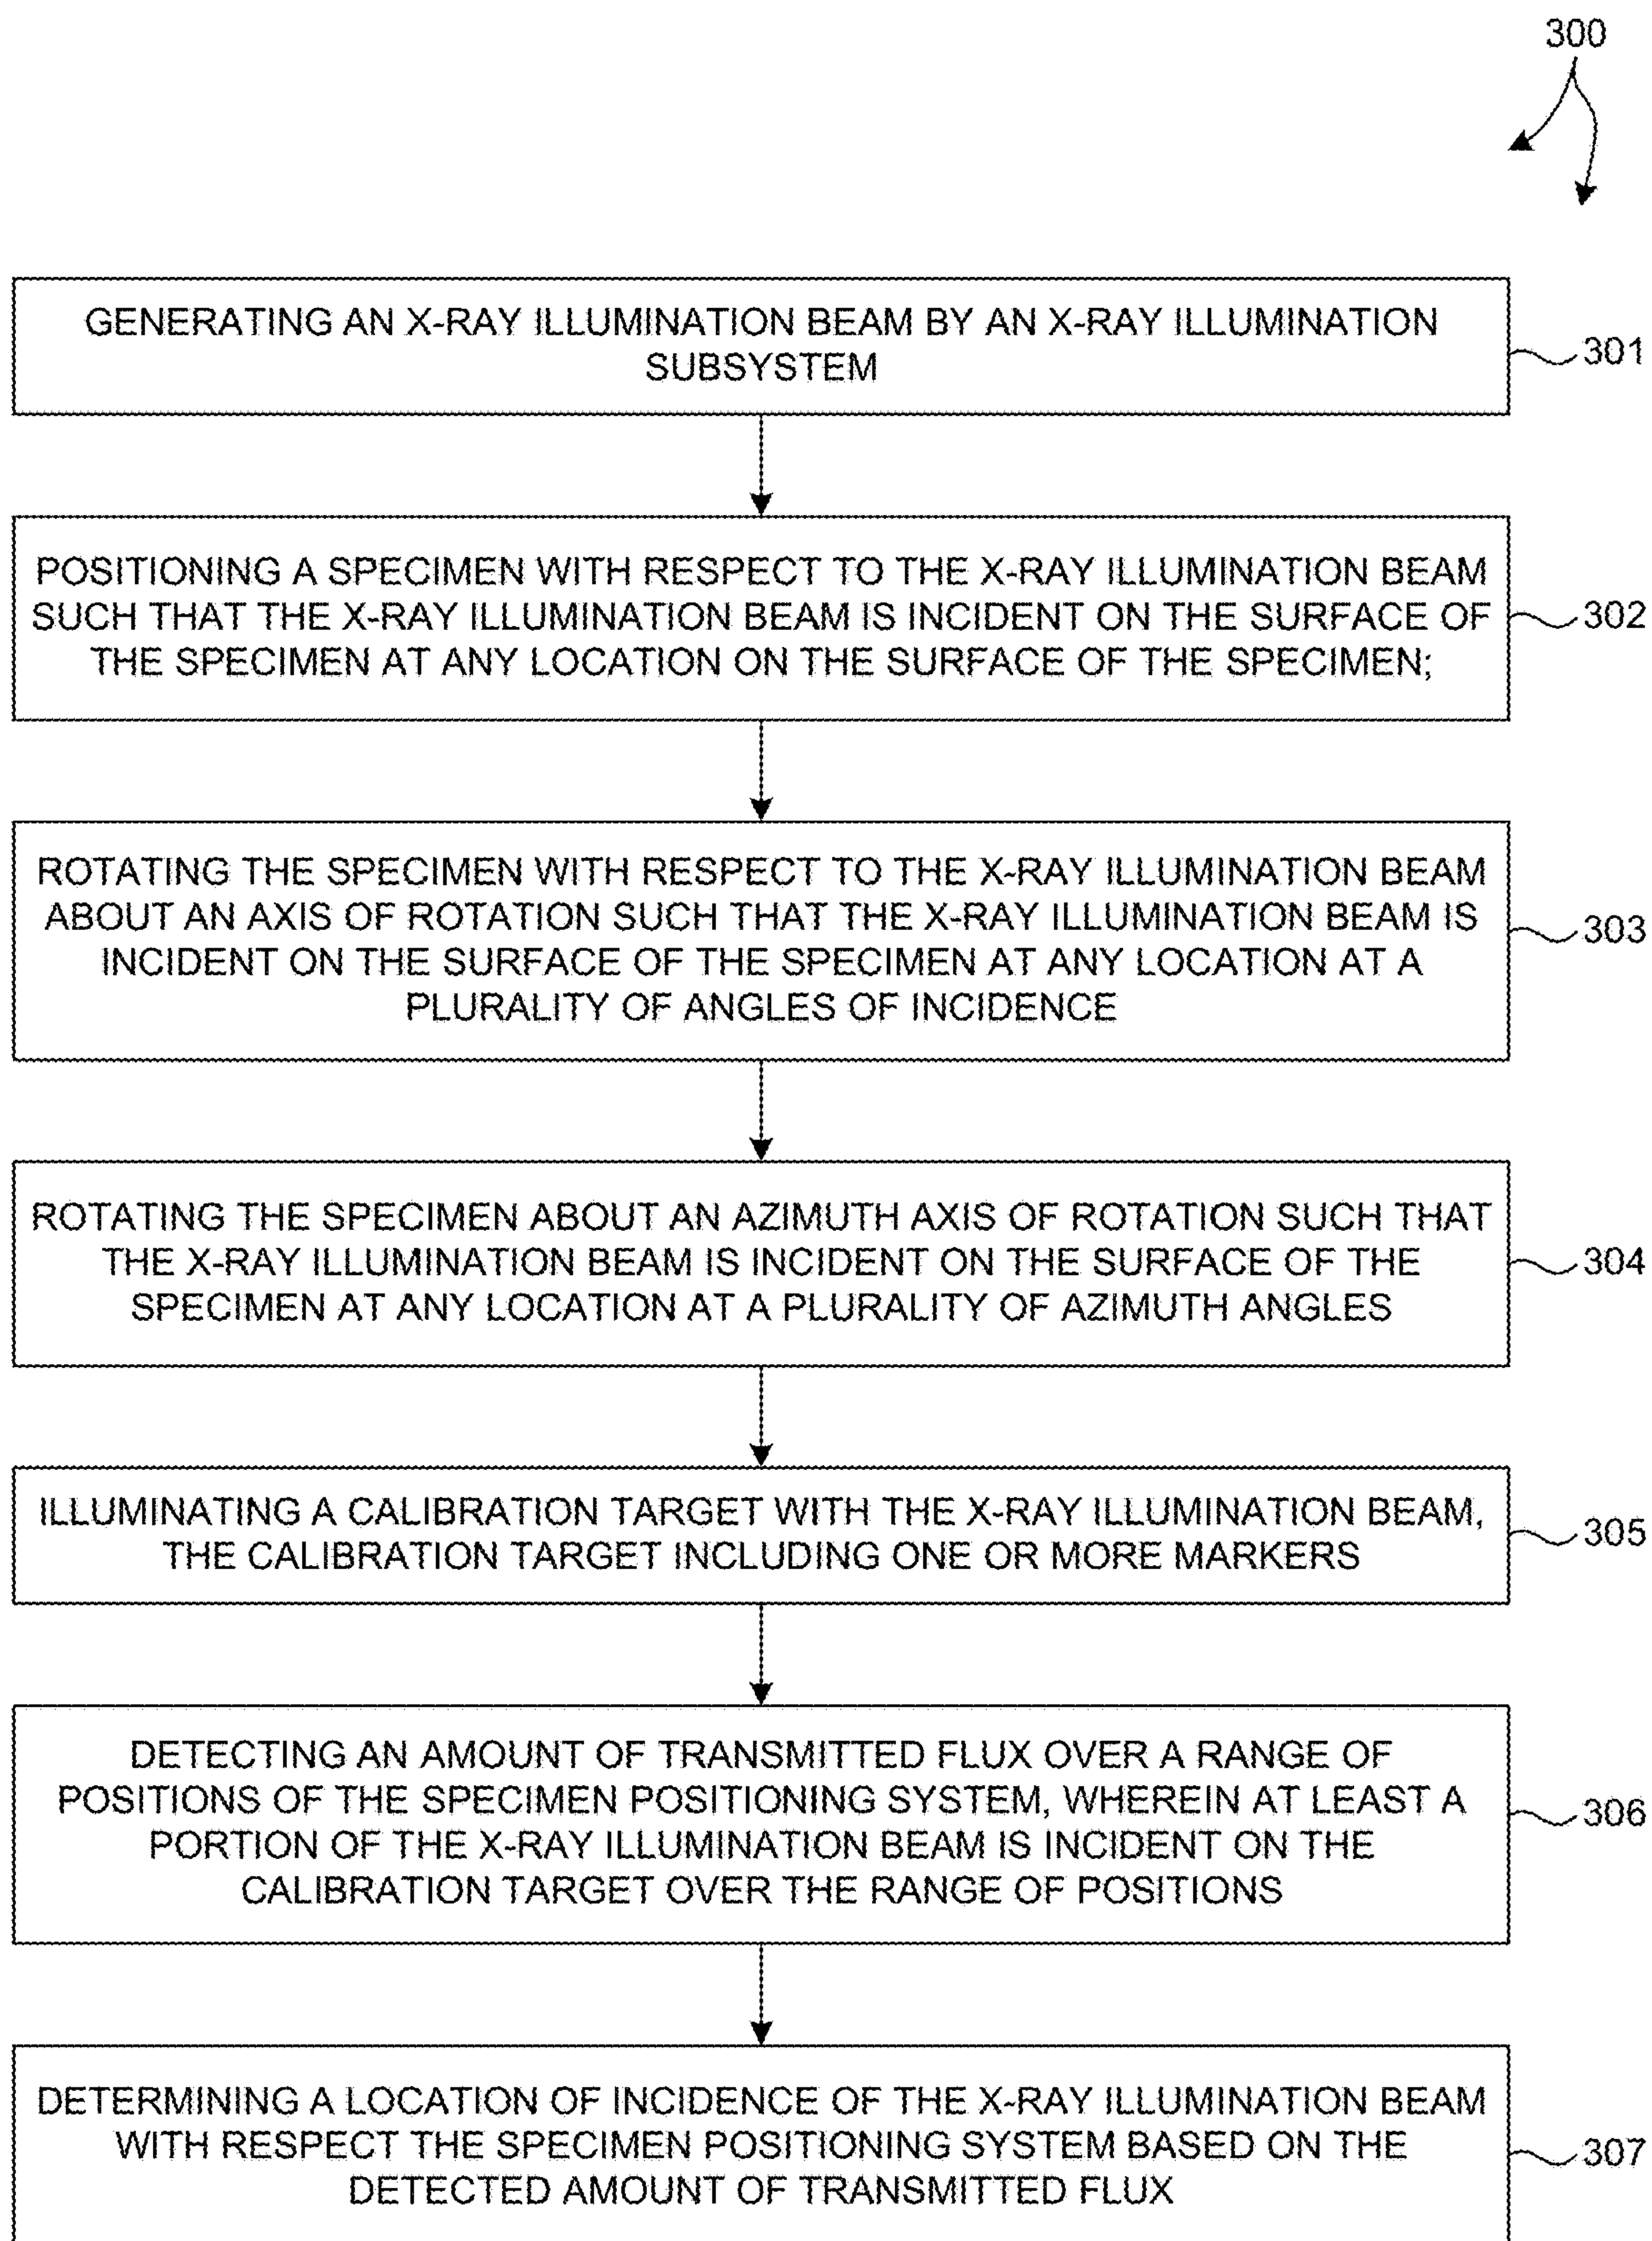 300
GENERATING AN X-RAY ILLUMINATION BEAM BY AN X-RAY ILLUMINATION
SUBSYSTEM
301
POSITIONING A SPECIMEN WITH RESPECT TO THE X-RAY ILLUMINATION BEAM
SUCH THAT THE X-RAY ILLUMINATION BEAM IS INCIDENT ON THE SURFACE OF
THE SPECIMEN AT ANY LOCATION ON THE SURFACE OF THE SPECIMEN;
302
ROTATING THE SPECIMEN WITH RESPECT TO THE X-RAY ILLUMINATION BEAM
ABOUT AN AXIS OF ROTATION SUCH THAT THE X-RAY ILLUMINATION BEAM IS
INCIDENT ON THE SURFACE OF THE SPECIMEN AT ANY LOCATION AT A
PLURALITY OF ANGLES OF INCIDENCE
303
ROTATING THE SPECIMEN ABOUT AN AZIMUTH AXIS OF ROTATION SUCH THAT
THE X-RAY ILLUMINATION BEAM IS INCIDENT ON THE SURFACE OF THE
SPECIMEN AT ANY LOCATION AT A PLURALITY OF AZIMUTH ANGLES
304
ILLUMINATING A CALIBRATION TARGET WITH THE X-RAY ILLUMINATION BEAM,
THE CALIBRATION TARGET INCLUDING ONE OR MORE MARKERS
305
DETECTING AN AMOUNT OF TRANSMITTED FLUX OVER A RANGE OF
POSITIONS OF THE SPECIMEN POSITIONING SYSTEM, WHEREIN AT LEAST A
PORTION OF THE X-RAY ILLUMINATION BEAM IS INCIDENT ON THE
CALIBRATION TARGET OVER THE RANGE OF POSITIONS
306
DETERMINING A LOCATION OF INCIDENCE OF THE X-RAY ILLUMINATION BEAM
WITH RESPECT THE SPECIMEN POSITIONING SYSTEM BASED ON THE
DETECTED AMOUNT OF TRANSMITTED FLUX
307